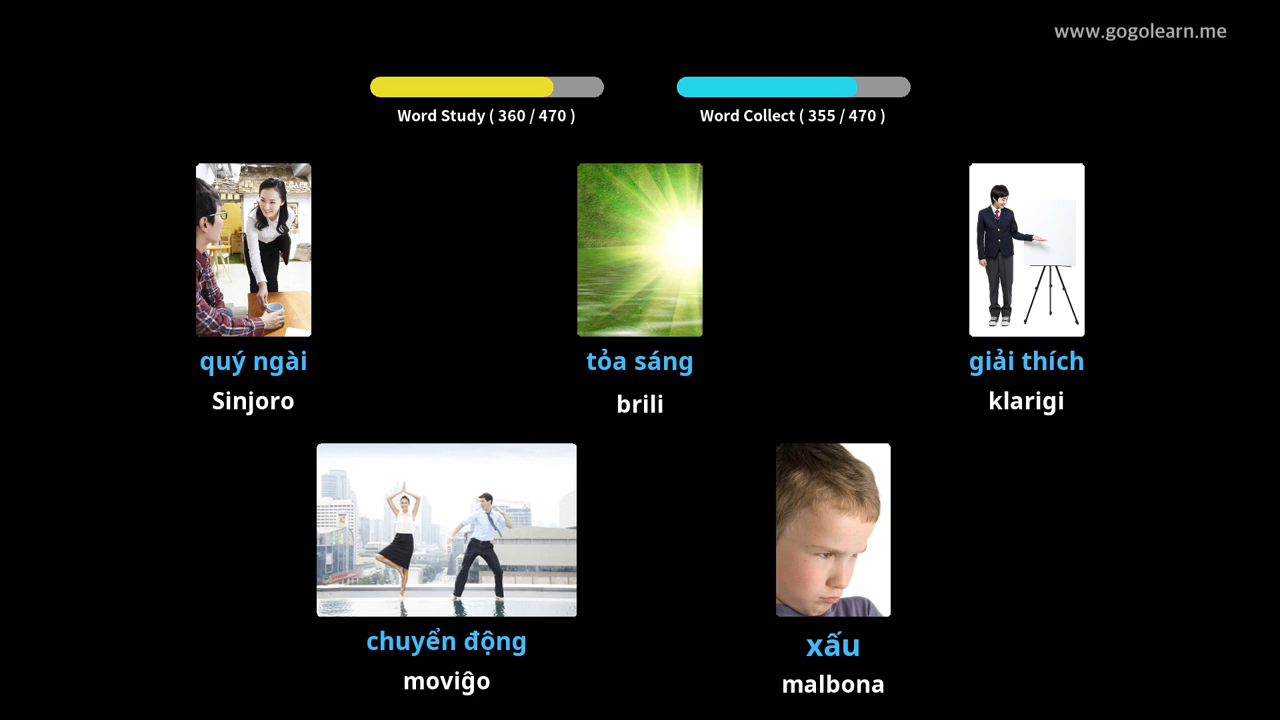 www.gogolearn.me
Word Study ( 360 / 470 )
Word Collect ( 355 / 470 )
quý ngài
Sinjoro
tỏa sáng
brili
giải thích
klarigi
chuyển động
moviĝo
xấu
malbona